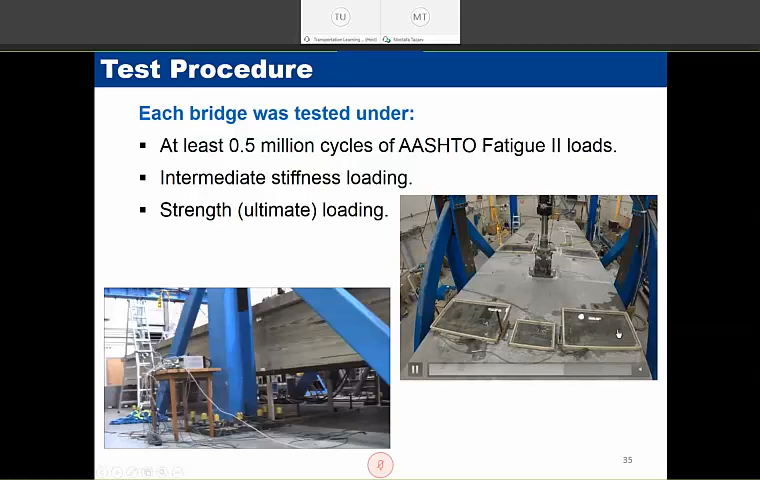 TU
MT
Transportation Learning ... (Host)
Mostafa Tazarv
Test Procedure
Each bridge was tested under:
▪ At least 0.5 million cycles of AASHTO Fatigue II loads.
▪ Intermediate stiffness loading.
▪ Strength (ultimate) loading.
35